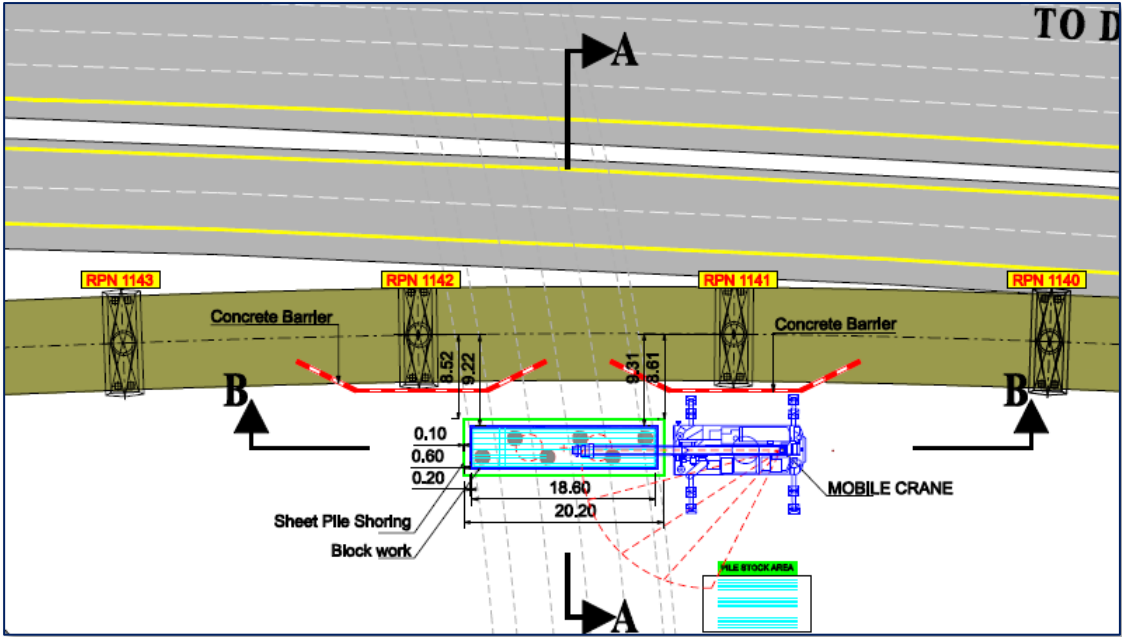 TO D
A
RPN 1143
RPN 1142
RPN 1141
RPN 1140
Concrete Barrier
Concrete Barrier
8.52
9.22
9.31
8.61
B
B
0.10
0.60
0.20
18.60
20.20
MOBILE CRANE
Sheet Pile Shoring
Block work
PILE STOCK AREA
A